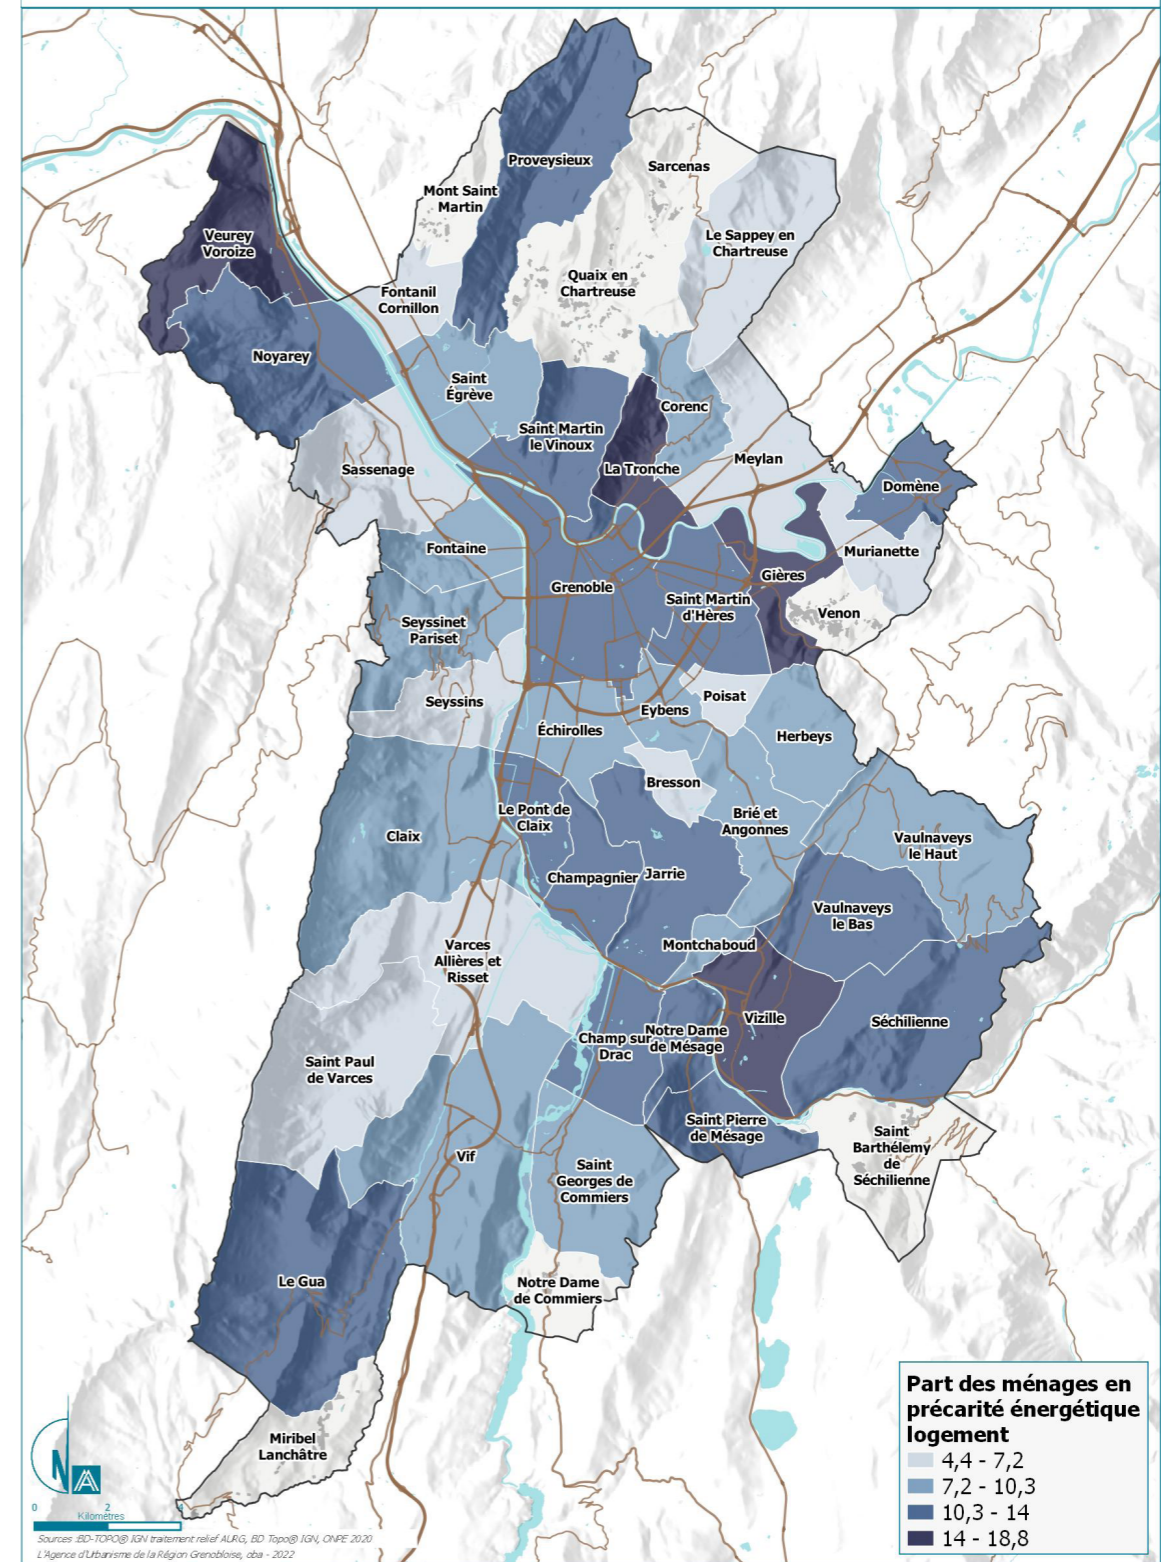 Proveysieux
Sarcenas
Mont Saint
Martin
Le Sappey en
Chartreuse
Veurey
Voroize
Quaix en
Chartreuse
Fontanil
Cornillon
Noyarey
Saint
Égrève
Corenc
Saint Martin
le Vinoux
Sassenage
La Tronche
Meylan
Domène
Fontaine
Murianette
Grenoble
Gières
Saint Martin
d'Hères
Venon
Seyssinet
Pariset
Seyssins
Poisat
Eybens
Échirolles
Herbeys
Bresson
Le Pont de
Claix
Brié et
Angonnes
Claix
Vaulnaveys
le Haut
Champagnier
Jarrie
Vaulnaveys
le Bas
Varces
Allières et
Risset
Montchaboud
Vizille
Séchilienne
Champ sur
Drac
Notre Dame
de Mésage
Saint Paul
de Varces
Saint Pierre
de Mésage
Saint
Barthélemy
de
Séchilienne
Vif
Saint
Georges de
Commiers
Le Gua
Notre Dame
de Commiers
Miribel
Lanchâtre
Part des ménages en
précarité énergétique
logement
4,4 - 7,2
7,2 - 10,3
10,3 - 14
14 - 18,8
N
0 2 4
Kilomètres
Sources :BD-TOPO® IGN traitement relief AURG, BD Topo® IGN, ONPE 2020
L'Agence d'Urbanisme de la Région Grenobloise, oba - 2022